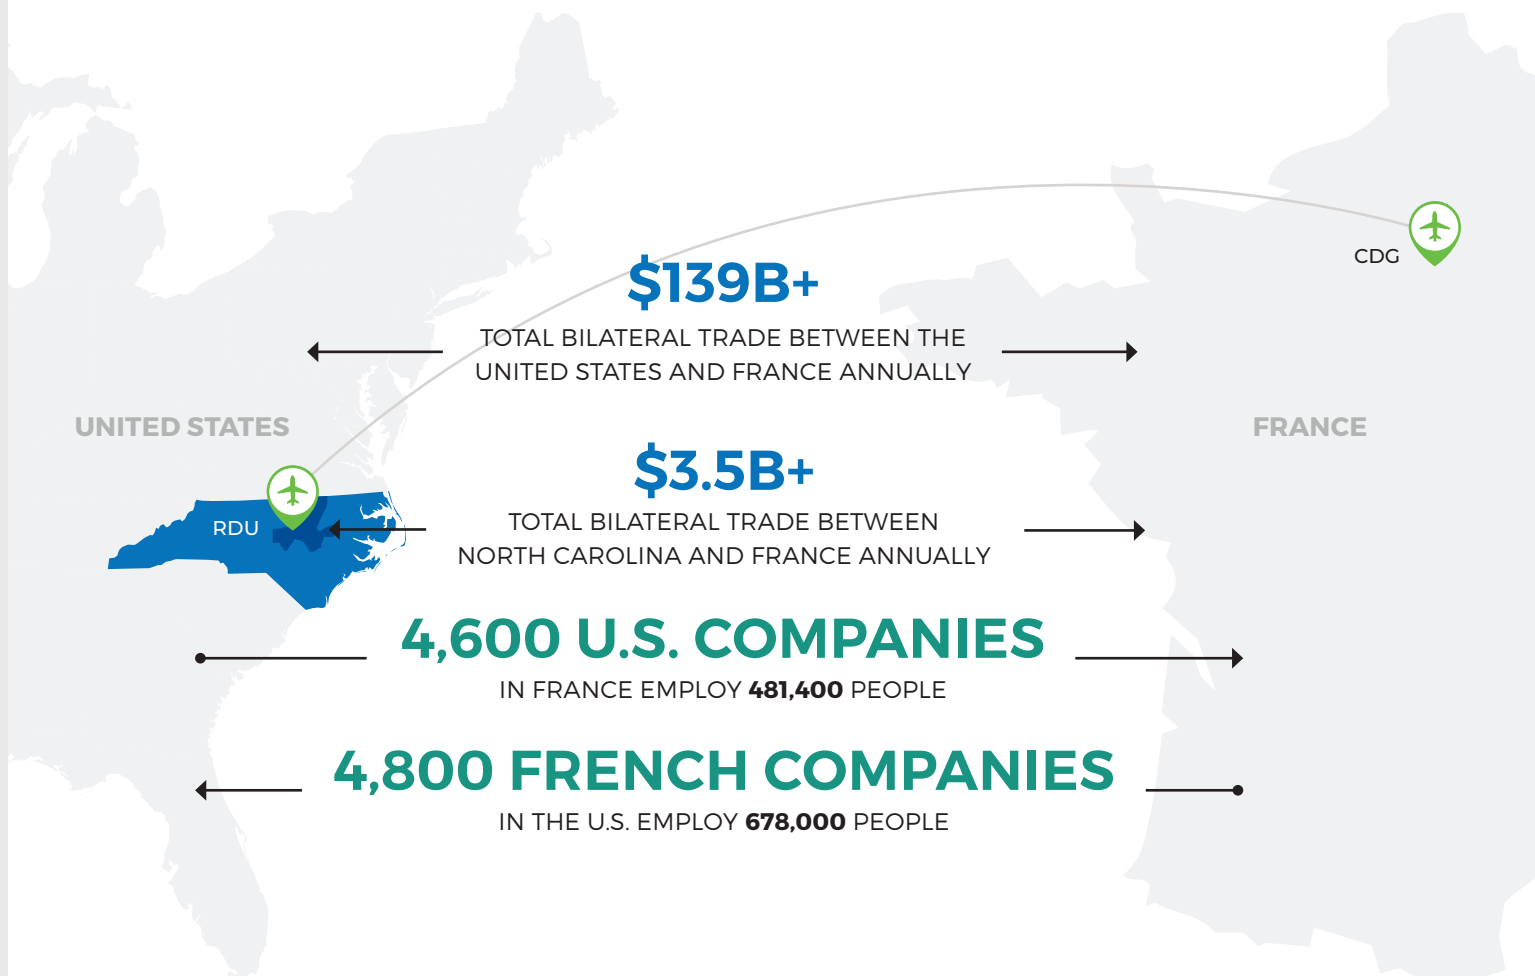 CDG
$139B+
TOTAL BILATERAL TRADE BETWEEN THE
UNITED STATES AND FRANCE ANNUALLY
UNITED STATES
FRANCE
$3.5B+
RDU
TOTAL BILATERAL TRADE BETWEEN
NORTH CAROLINA AND FRANCE ANNUALLY
4,600 U.S. COMPANIES
IN FRANCE EMPLOY 481,400 PEOPLE
4,800 FRENCH COMPANIES
IN THE U.S. EMPLOY 678,000 PEOPLE